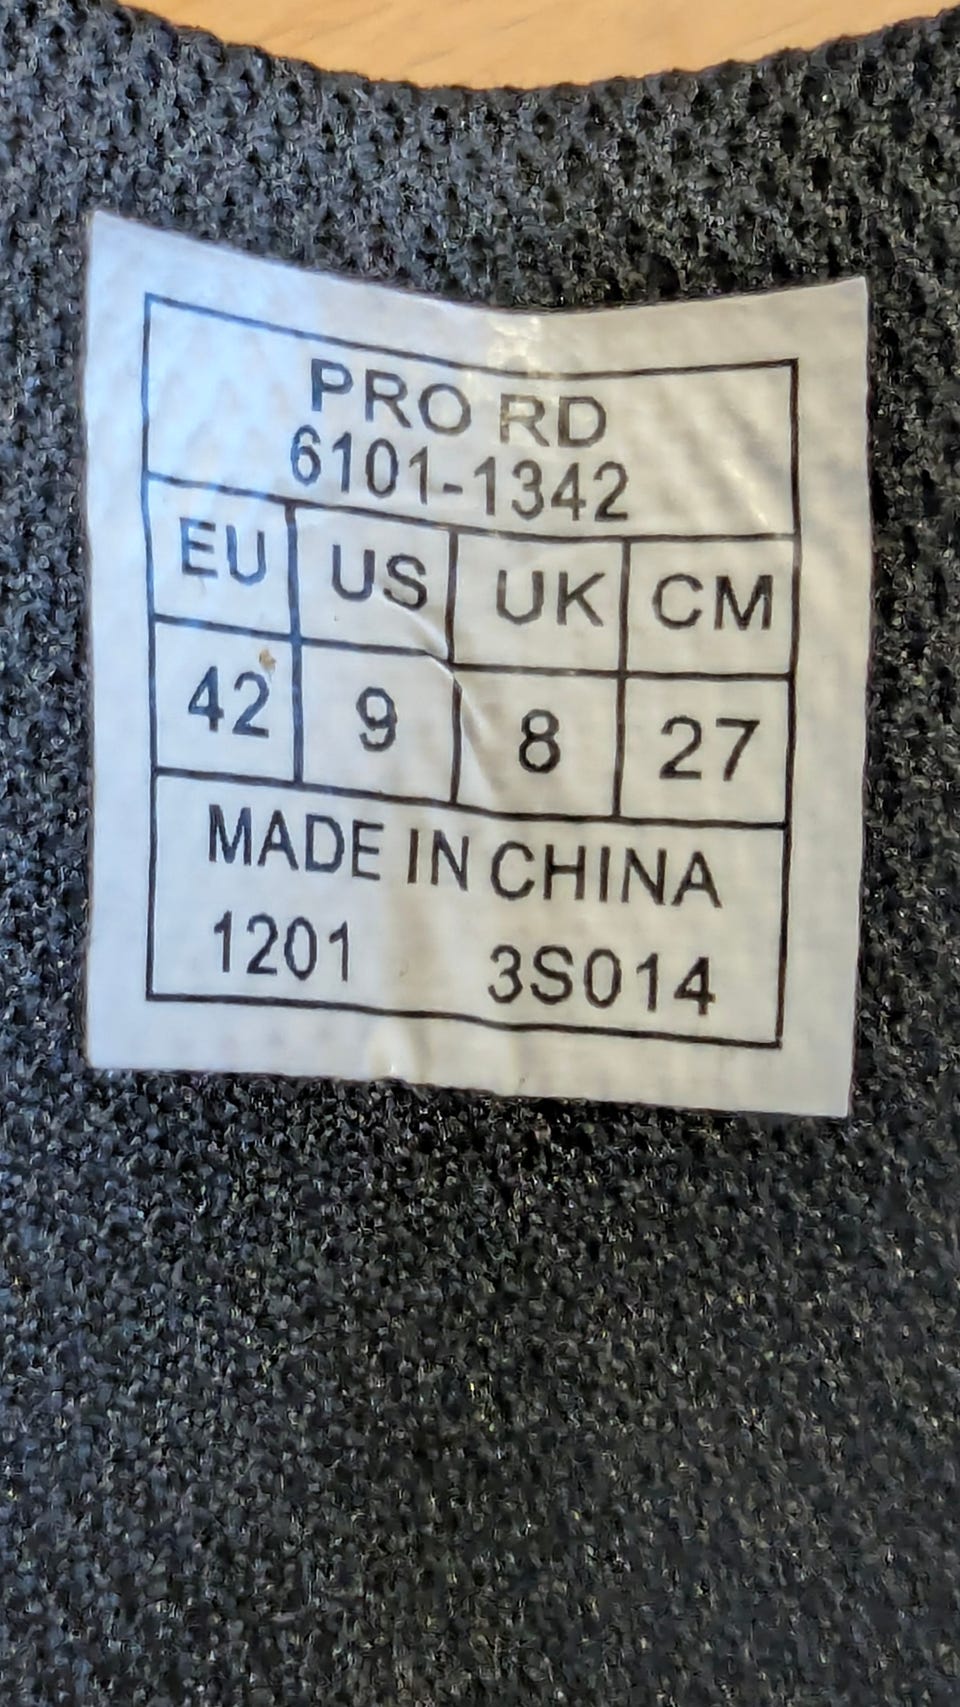 PRO RD
6101-1342
EU US UK CM
42 9 8 27
MADE IN CHINA
1201 3S014